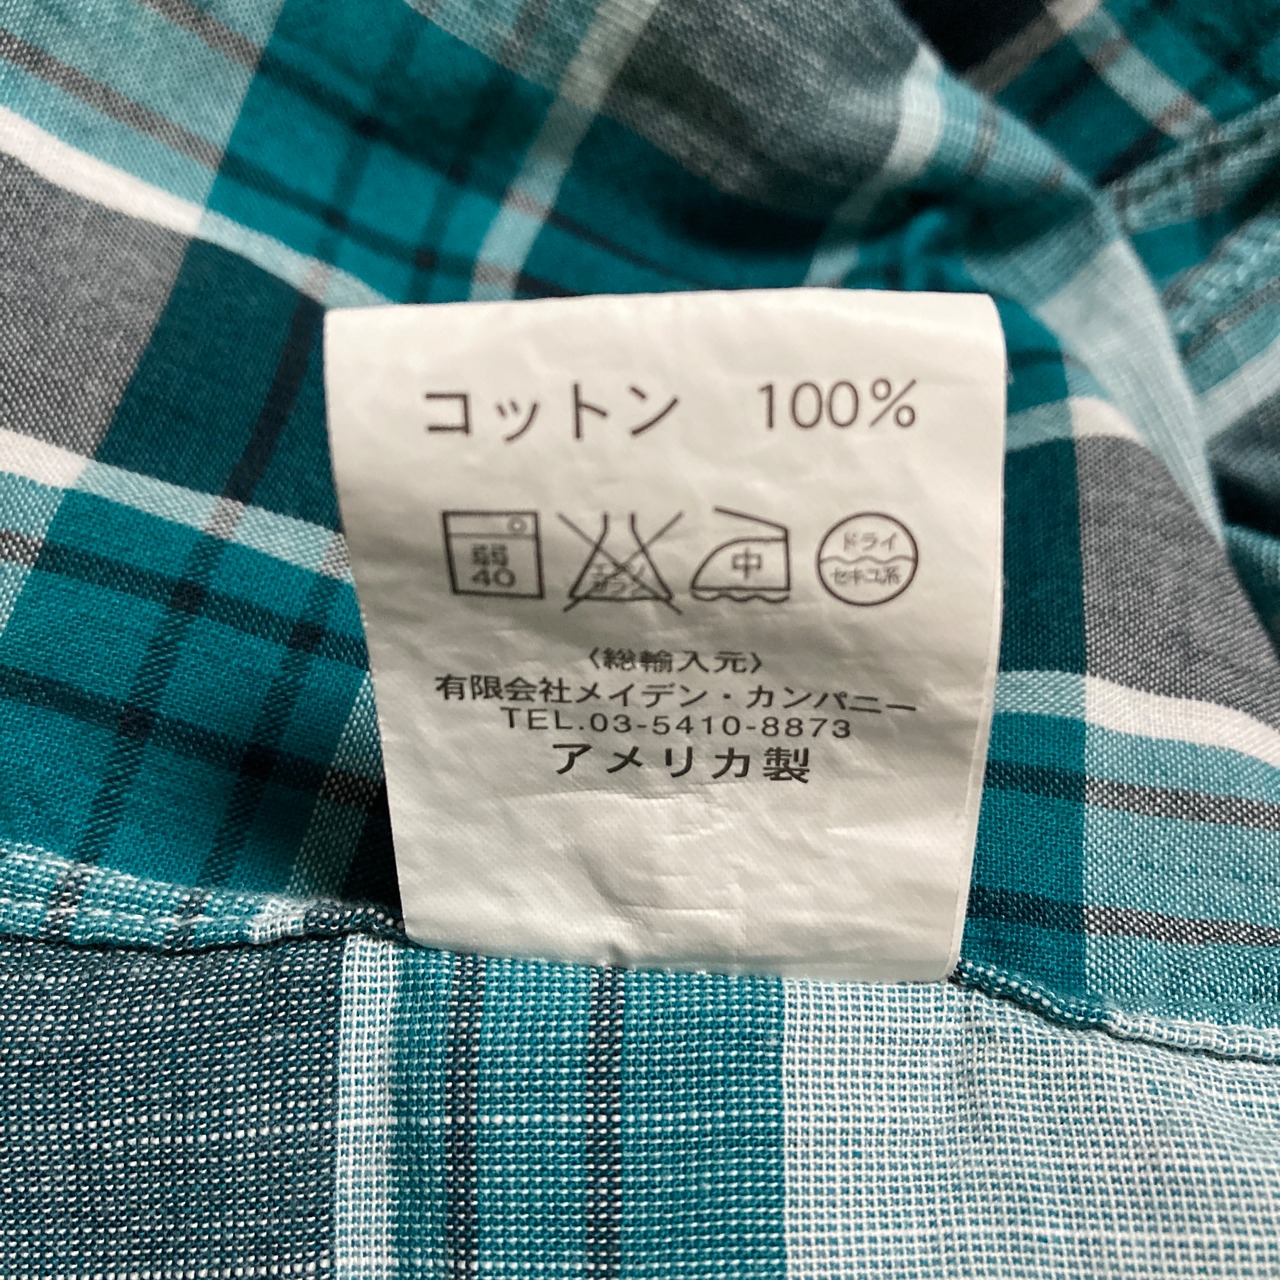 コットン 100%
弱 40 エンソサラシ 中 ドライ セキユ系
〈総輸入元〉
有限会社メイデン・カンパニー
TEL.03-5410-8873
アメリカ製